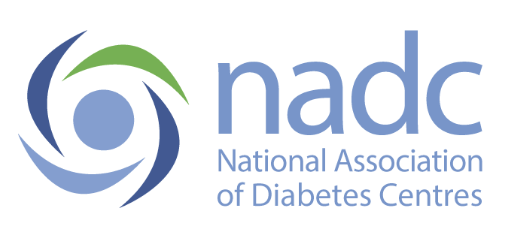 nadc
National Association
of Diabetes Centres